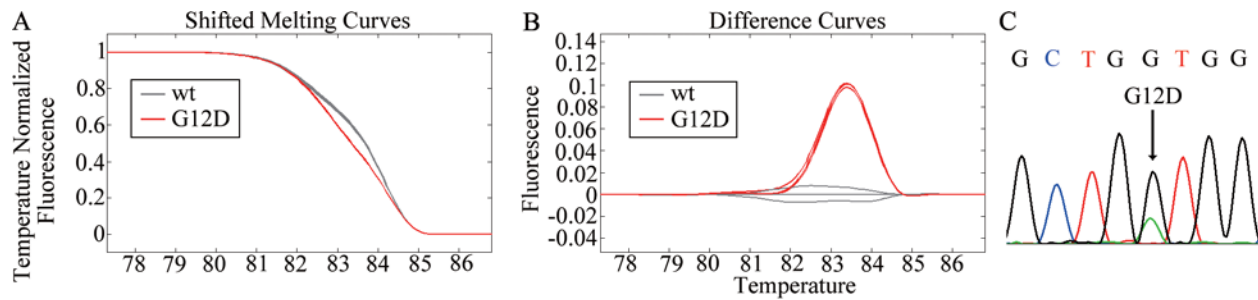 A
Shifted Melting Curves
Temperature Normalized
Fluorescence
1
0.8
0.6
0.4
0.2
0
wt
G12D
78 79 80 81 82 83 84 85 86
B
Difference Curves
Fluorescence
0.14
0.12
0.1
0.08
0.06
0.04
0.02
0
-0.02
-0.04
wt
G12D
78 79 80 81 82 83 84 85 86
Temperature
C
G C T G G T G G
G12D